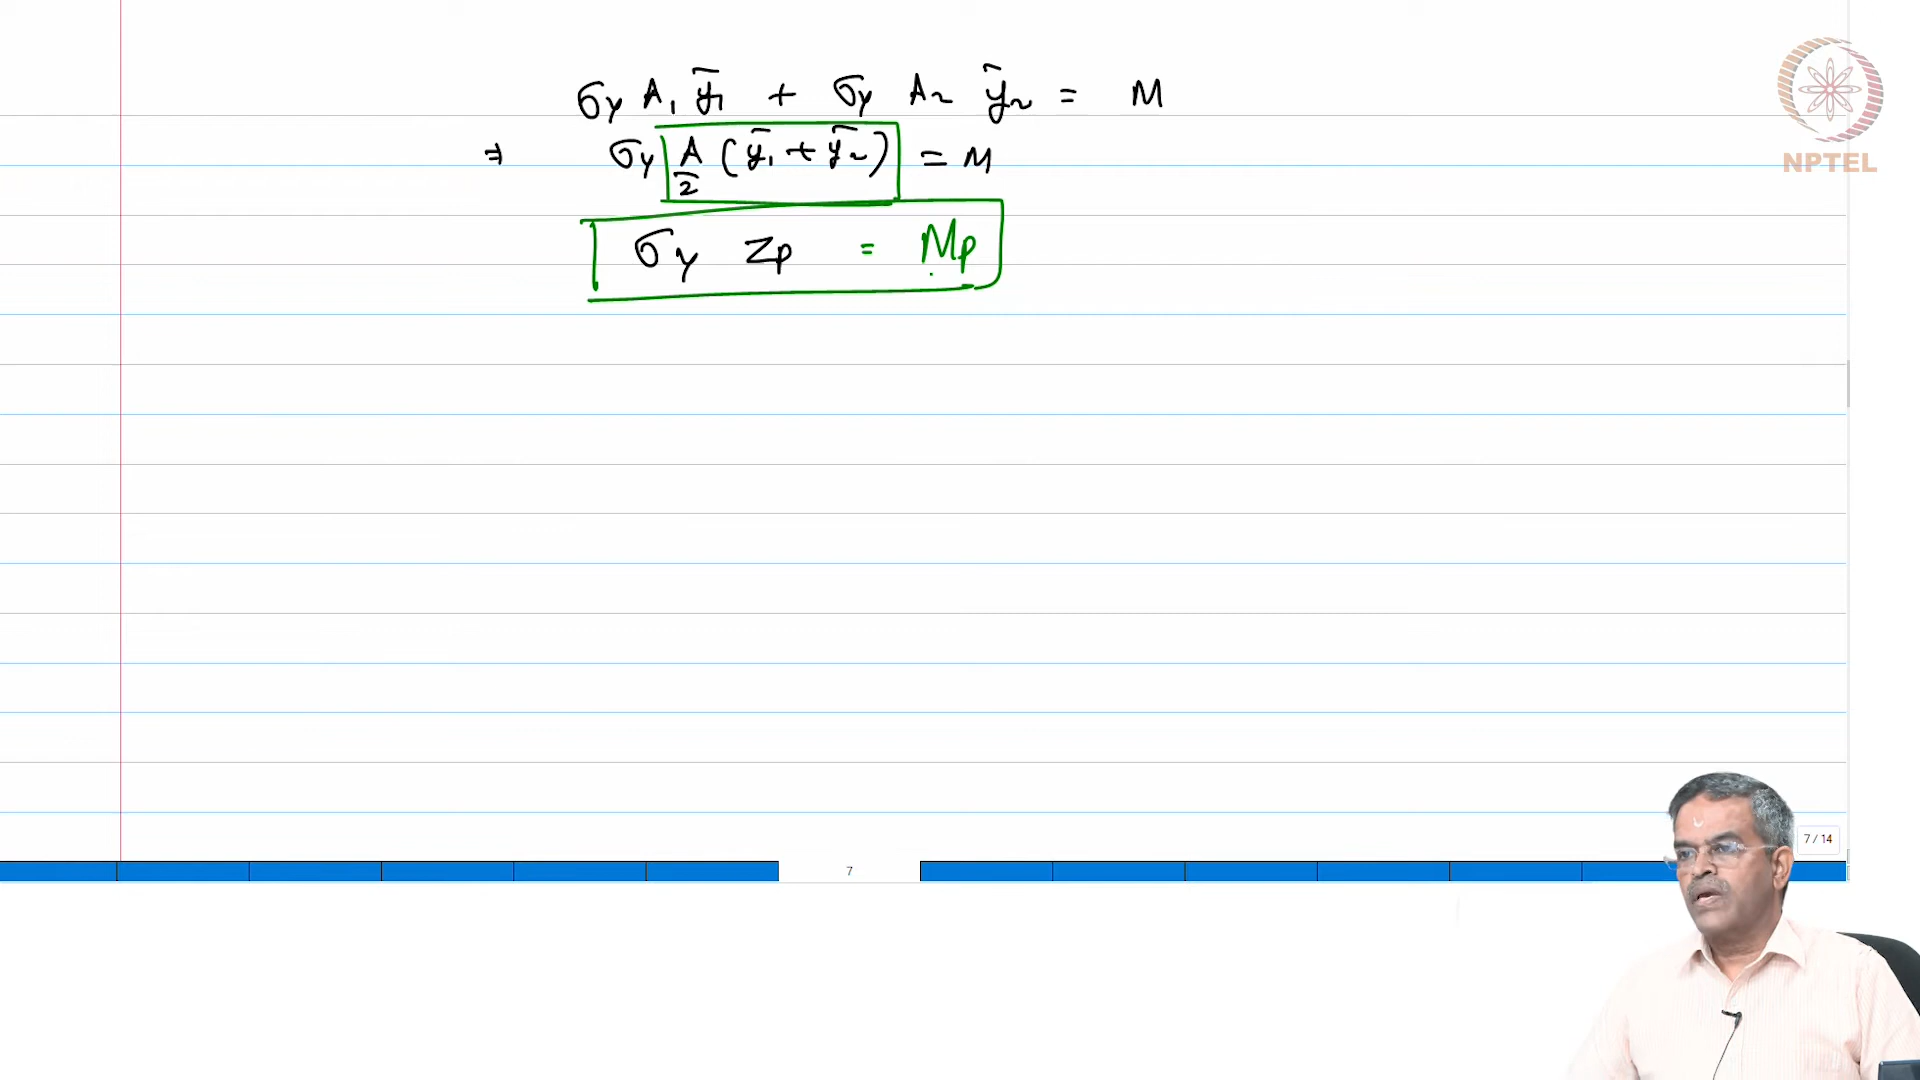 σy A₁ ȳ₁ + σy A₂ ȳ₂ = M
⇒ σy A/2 (ȳ₁ + ȳ₂) = M
σy Zp = Mp
NPTEL
7 / 14
7